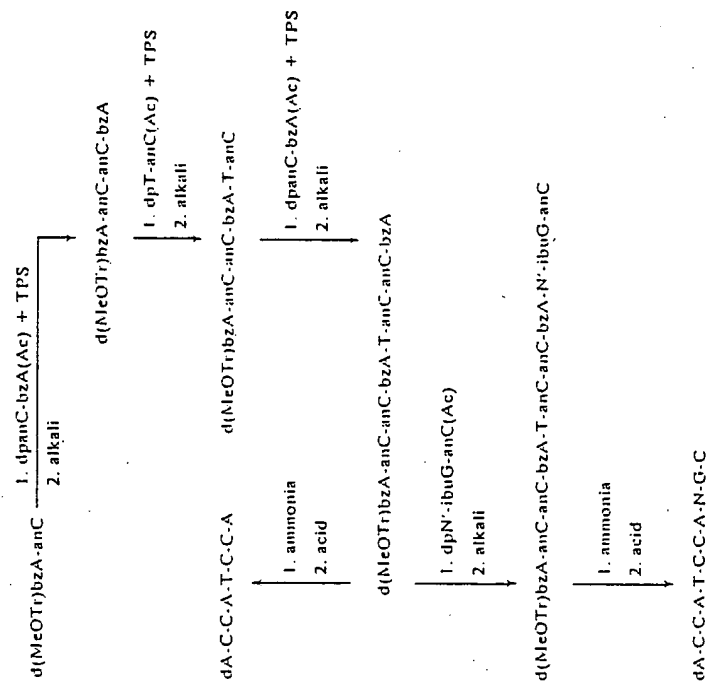 d(MeOTr)bzA-anC
1. dpanC-bzA(Ac) + TPS
2. alkali
d(MeOTr)bzA-anC-anC-bzA
1. dpT-anC(Ac) + TPS
2. alkali
d(MeOTr)bzA-anC-anC-bzA-T-anC
1. dpanC-bzA(Ac) + TPS
2. alkali
d(MeOTr)bzA-anC-anC-bzA-T-anC-anC-bzA
1. ammonia
2. acid
dA-C-C-A-T-C-C-A
1. dpN'-ibuG-anC(Ac)
2. alkali
d(MeOTr)bzA-anC-anC-bzA-T-anC-anC-bzA-N'-ibuG-anC
1. ammonia
2. acid
dA-C-C-A-T-C-C-A-N-G-C